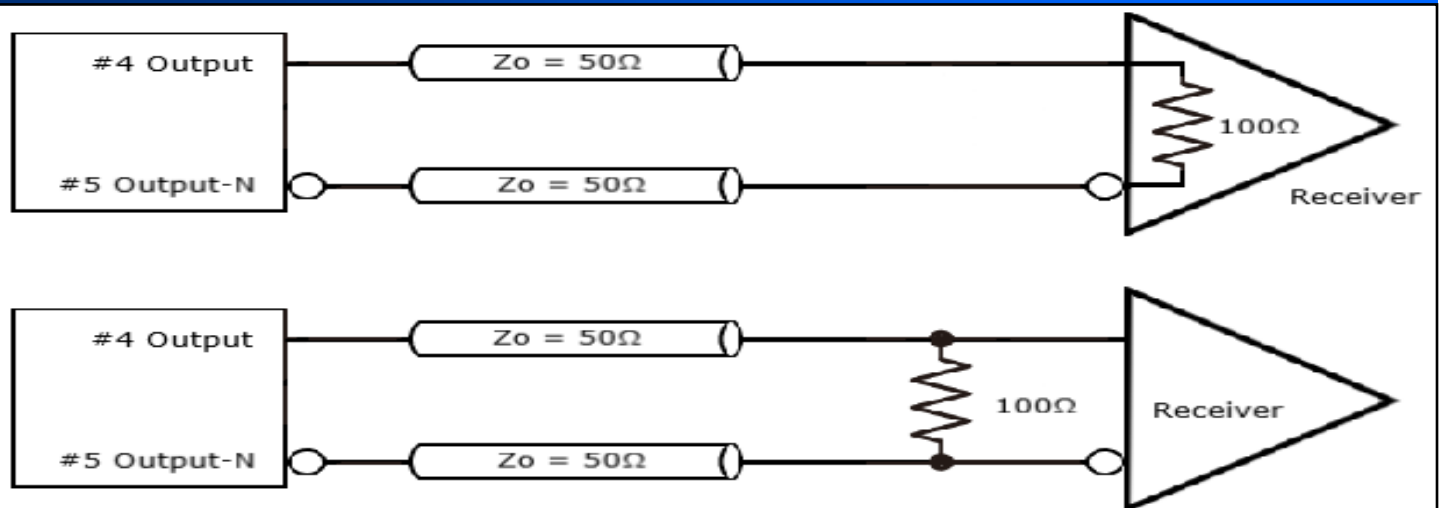 #4 Output
Zo = 50Ω
100Ω
#5 Output-N
Zo = 50Ω
Receiver
#4 Output
Zo = 50Ω
100Ω
Receiver
#5 Output-N
Zo = 50Ω